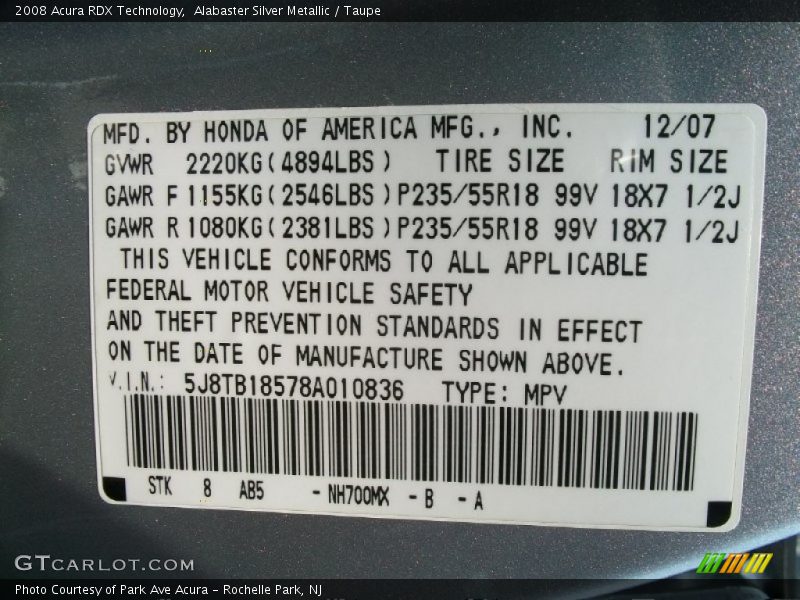 2008 Acura RDX Technology,  Alabaster Silver Metallic / Taupe
MFD. BY HONDA OF AMERICA MFG., INC. 12/07
GVWR 2220KG(4894LBS) TIRE SIZE RIM SIZE
GAWR F 1155KG(2546LBS) P235/55R18 99V 18X7 1/2J
GAWR R 1080KG(2381LBS) P235/55R18 99V 18X7 1/2J
THIS VEHICLE CONFORMS TO ALL APPLICABLE
FEDERAL MOTOR VEHICLE SAFETY
AND THEFT PREVENTION STANDARDS IN EFFECT
ON THE DATE OF MANUFACTURE SHOWN ABOVE.
V.I.N.: 5J8TB18578A010836 TYPE: MPV
STK 8 AB5 - NH700MX - B - A
GTCARLOT.COM
Photo Courtesy of Park Ave Acura - Rochelle Park, NJ